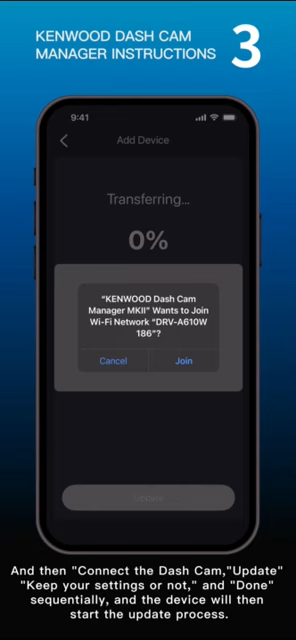 KENWOOD DASH CAM
MANAGER INSTRUCTIONS
3
9:41
Add Device
Transferring...
0%
“KENWOOD Dash Cam
Manager MKII” Wants to Join
Wi-Fi Network “DRV-A610W
186”?
Cancel
Join
Update
And then "Connect the Dash Cam,"Update"
"Keep your settings or not," and "Done"
sequentially, and the device will then
start the update process.